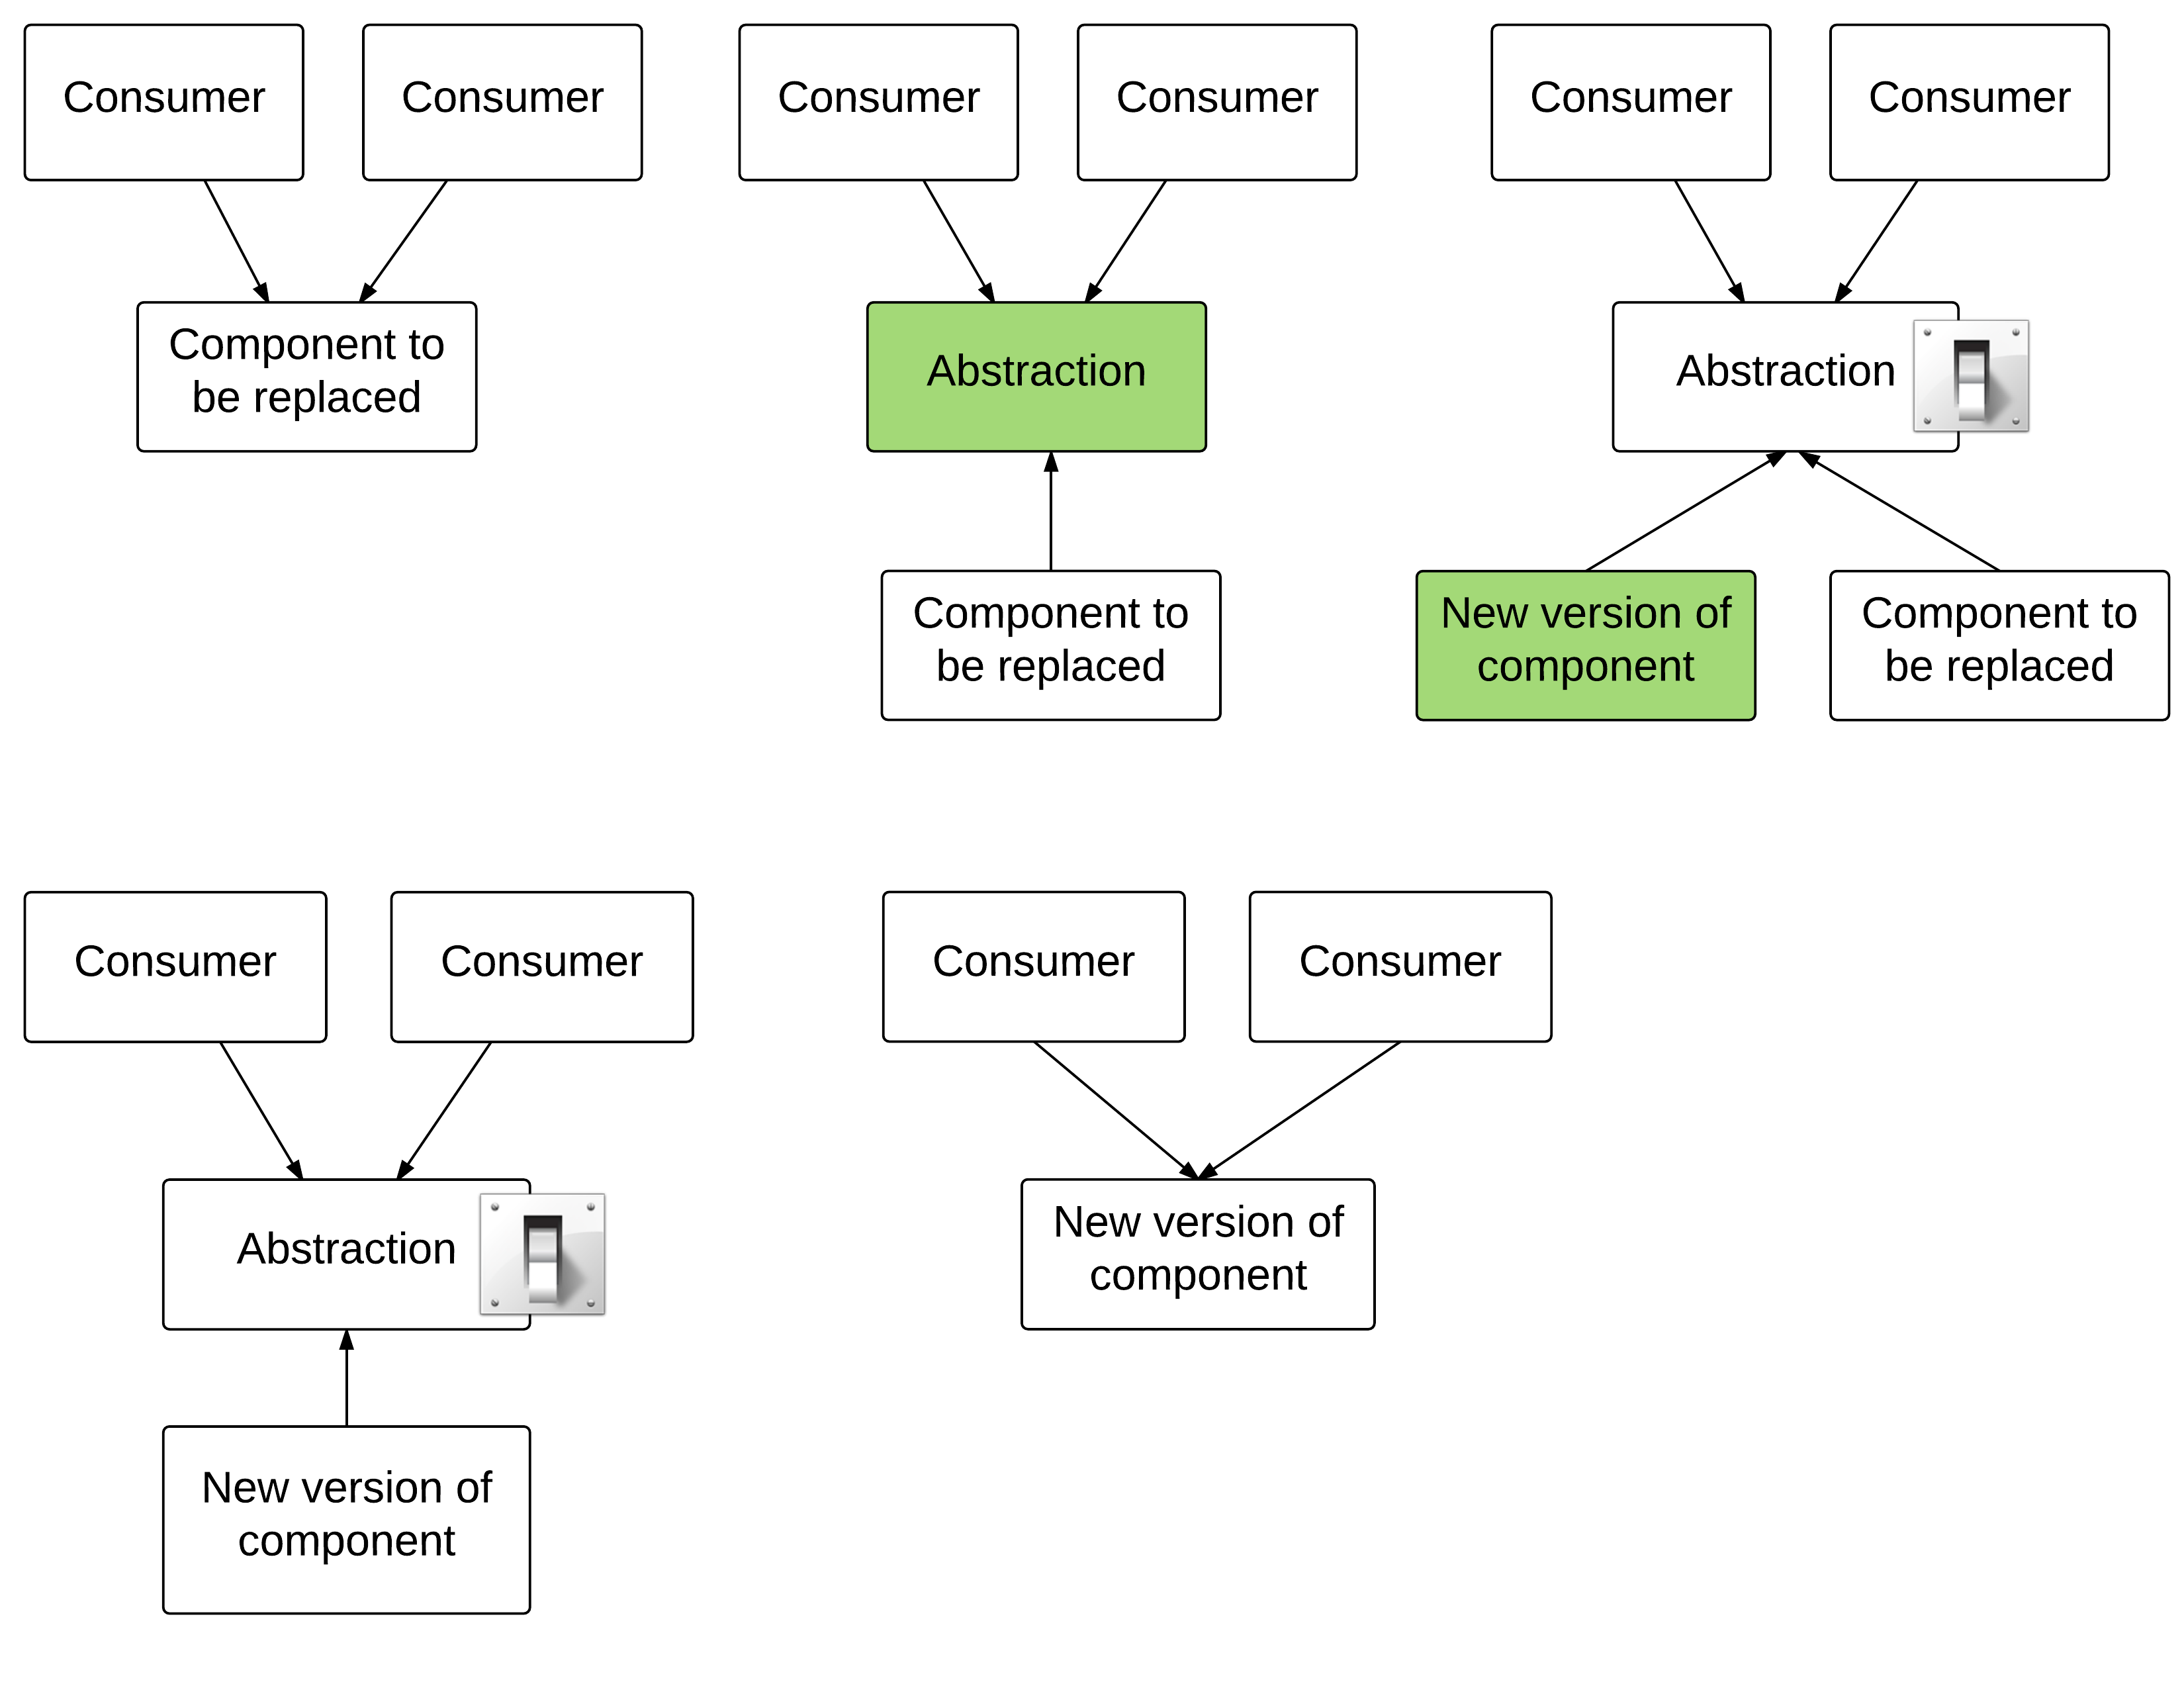 Consumer
Consumer
Component to
be replaced
Consumer
Consumer
Abstraction
Component to
be replaced
Consumer
Consumer
Abstraction
New version of
component
Component to
be replaced
Consumer
Consumer
Abstraction
New version of
component
Consumer
Consumer
New version of
component